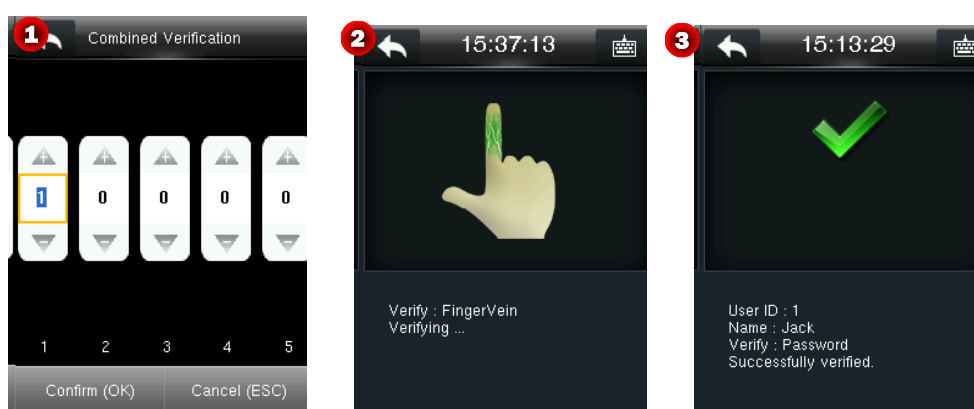 1
Combined Verification
1 0 0 0 0
1 2 3 4 5
Confirm (OK) Cancel (ESC)
2
15:37:13
Verify : FingerVein
Verifying ...
3
15:13:29
User ID : 1
Name : Jack
Verify : Password
Successfully verified.